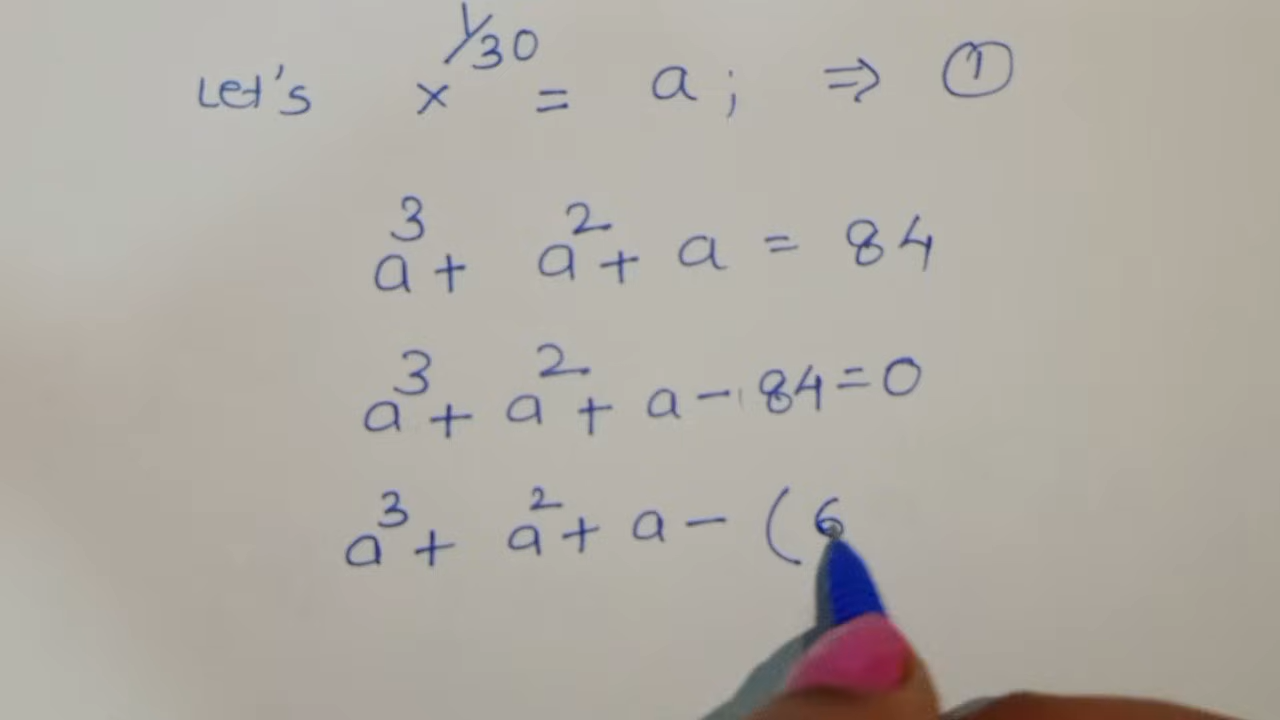 Let's x^1/30 = a; ⇒ ①
a³ + a² + a = 84
a³ + a² + a - 84 = 0
a³ + a² + a - (6